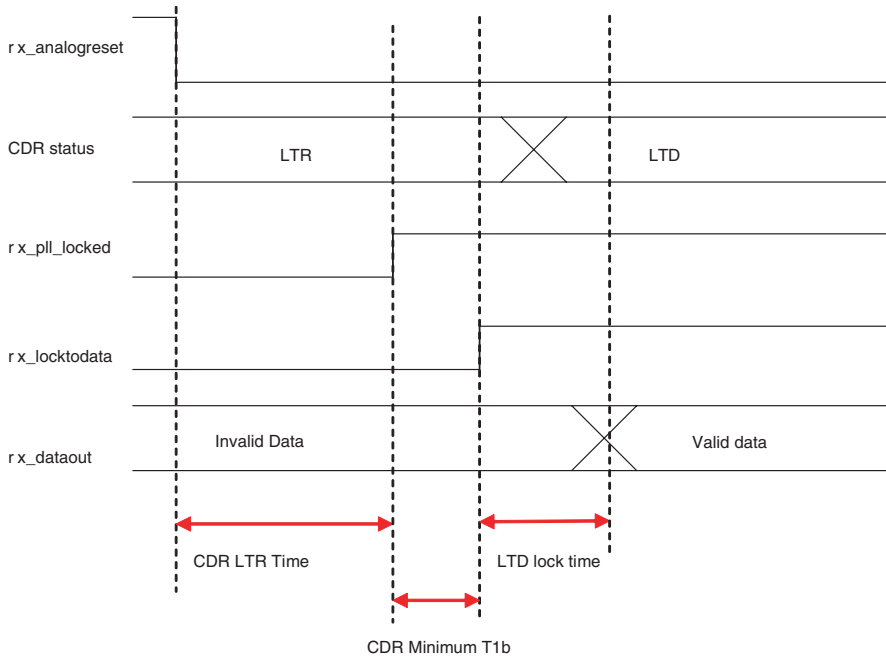 r x_analogreset
CDR status
LTR
LTD
r x_pll_locked
r x_locktodata
Invalid Data
Valid data
r x_dataout
CDR LTR Time
LTD lock time
CDR Minimum T1b